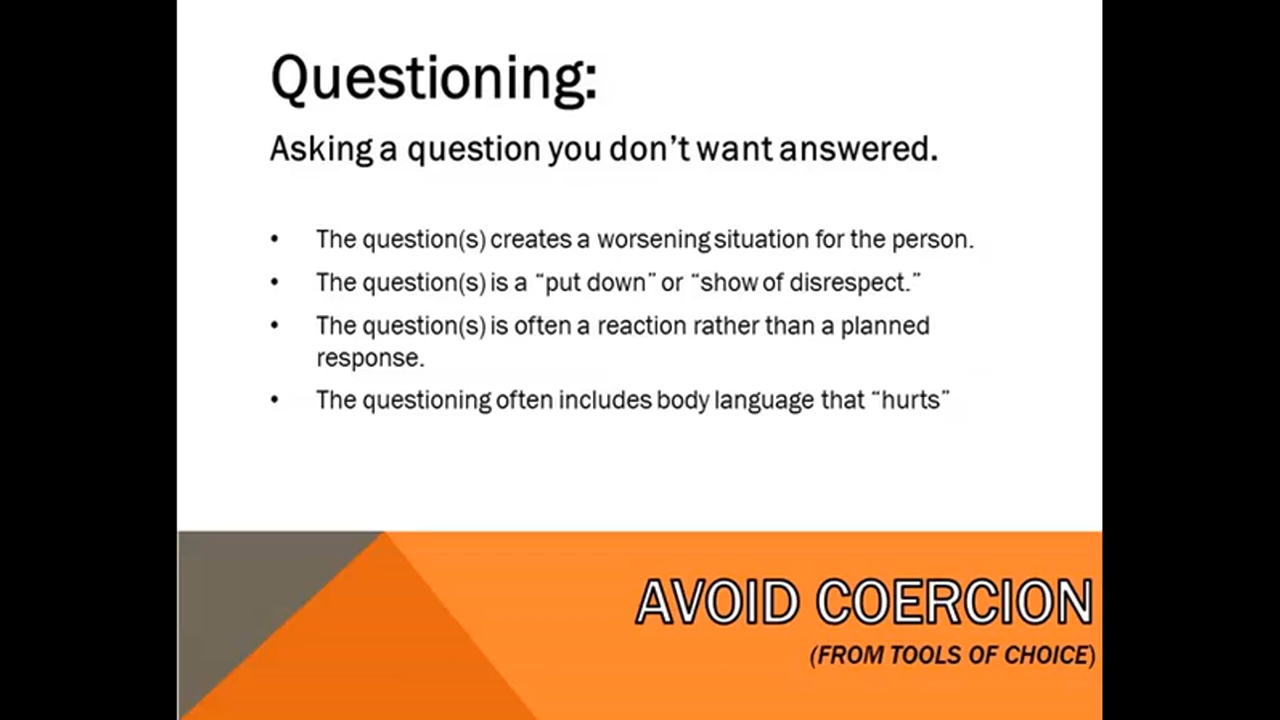 Questioning:
Asking a question you don’t want answered.
• The question(s) creates a worsening situation for the person.
• The question(s) is a “put down” or “show of disrespect.”
• The question(s) is often a reaction rather than a planned
response.
• The questioning often includes body language that “hurts”
AVOID COERCION
(FROM TOOLS OF CHOICE)